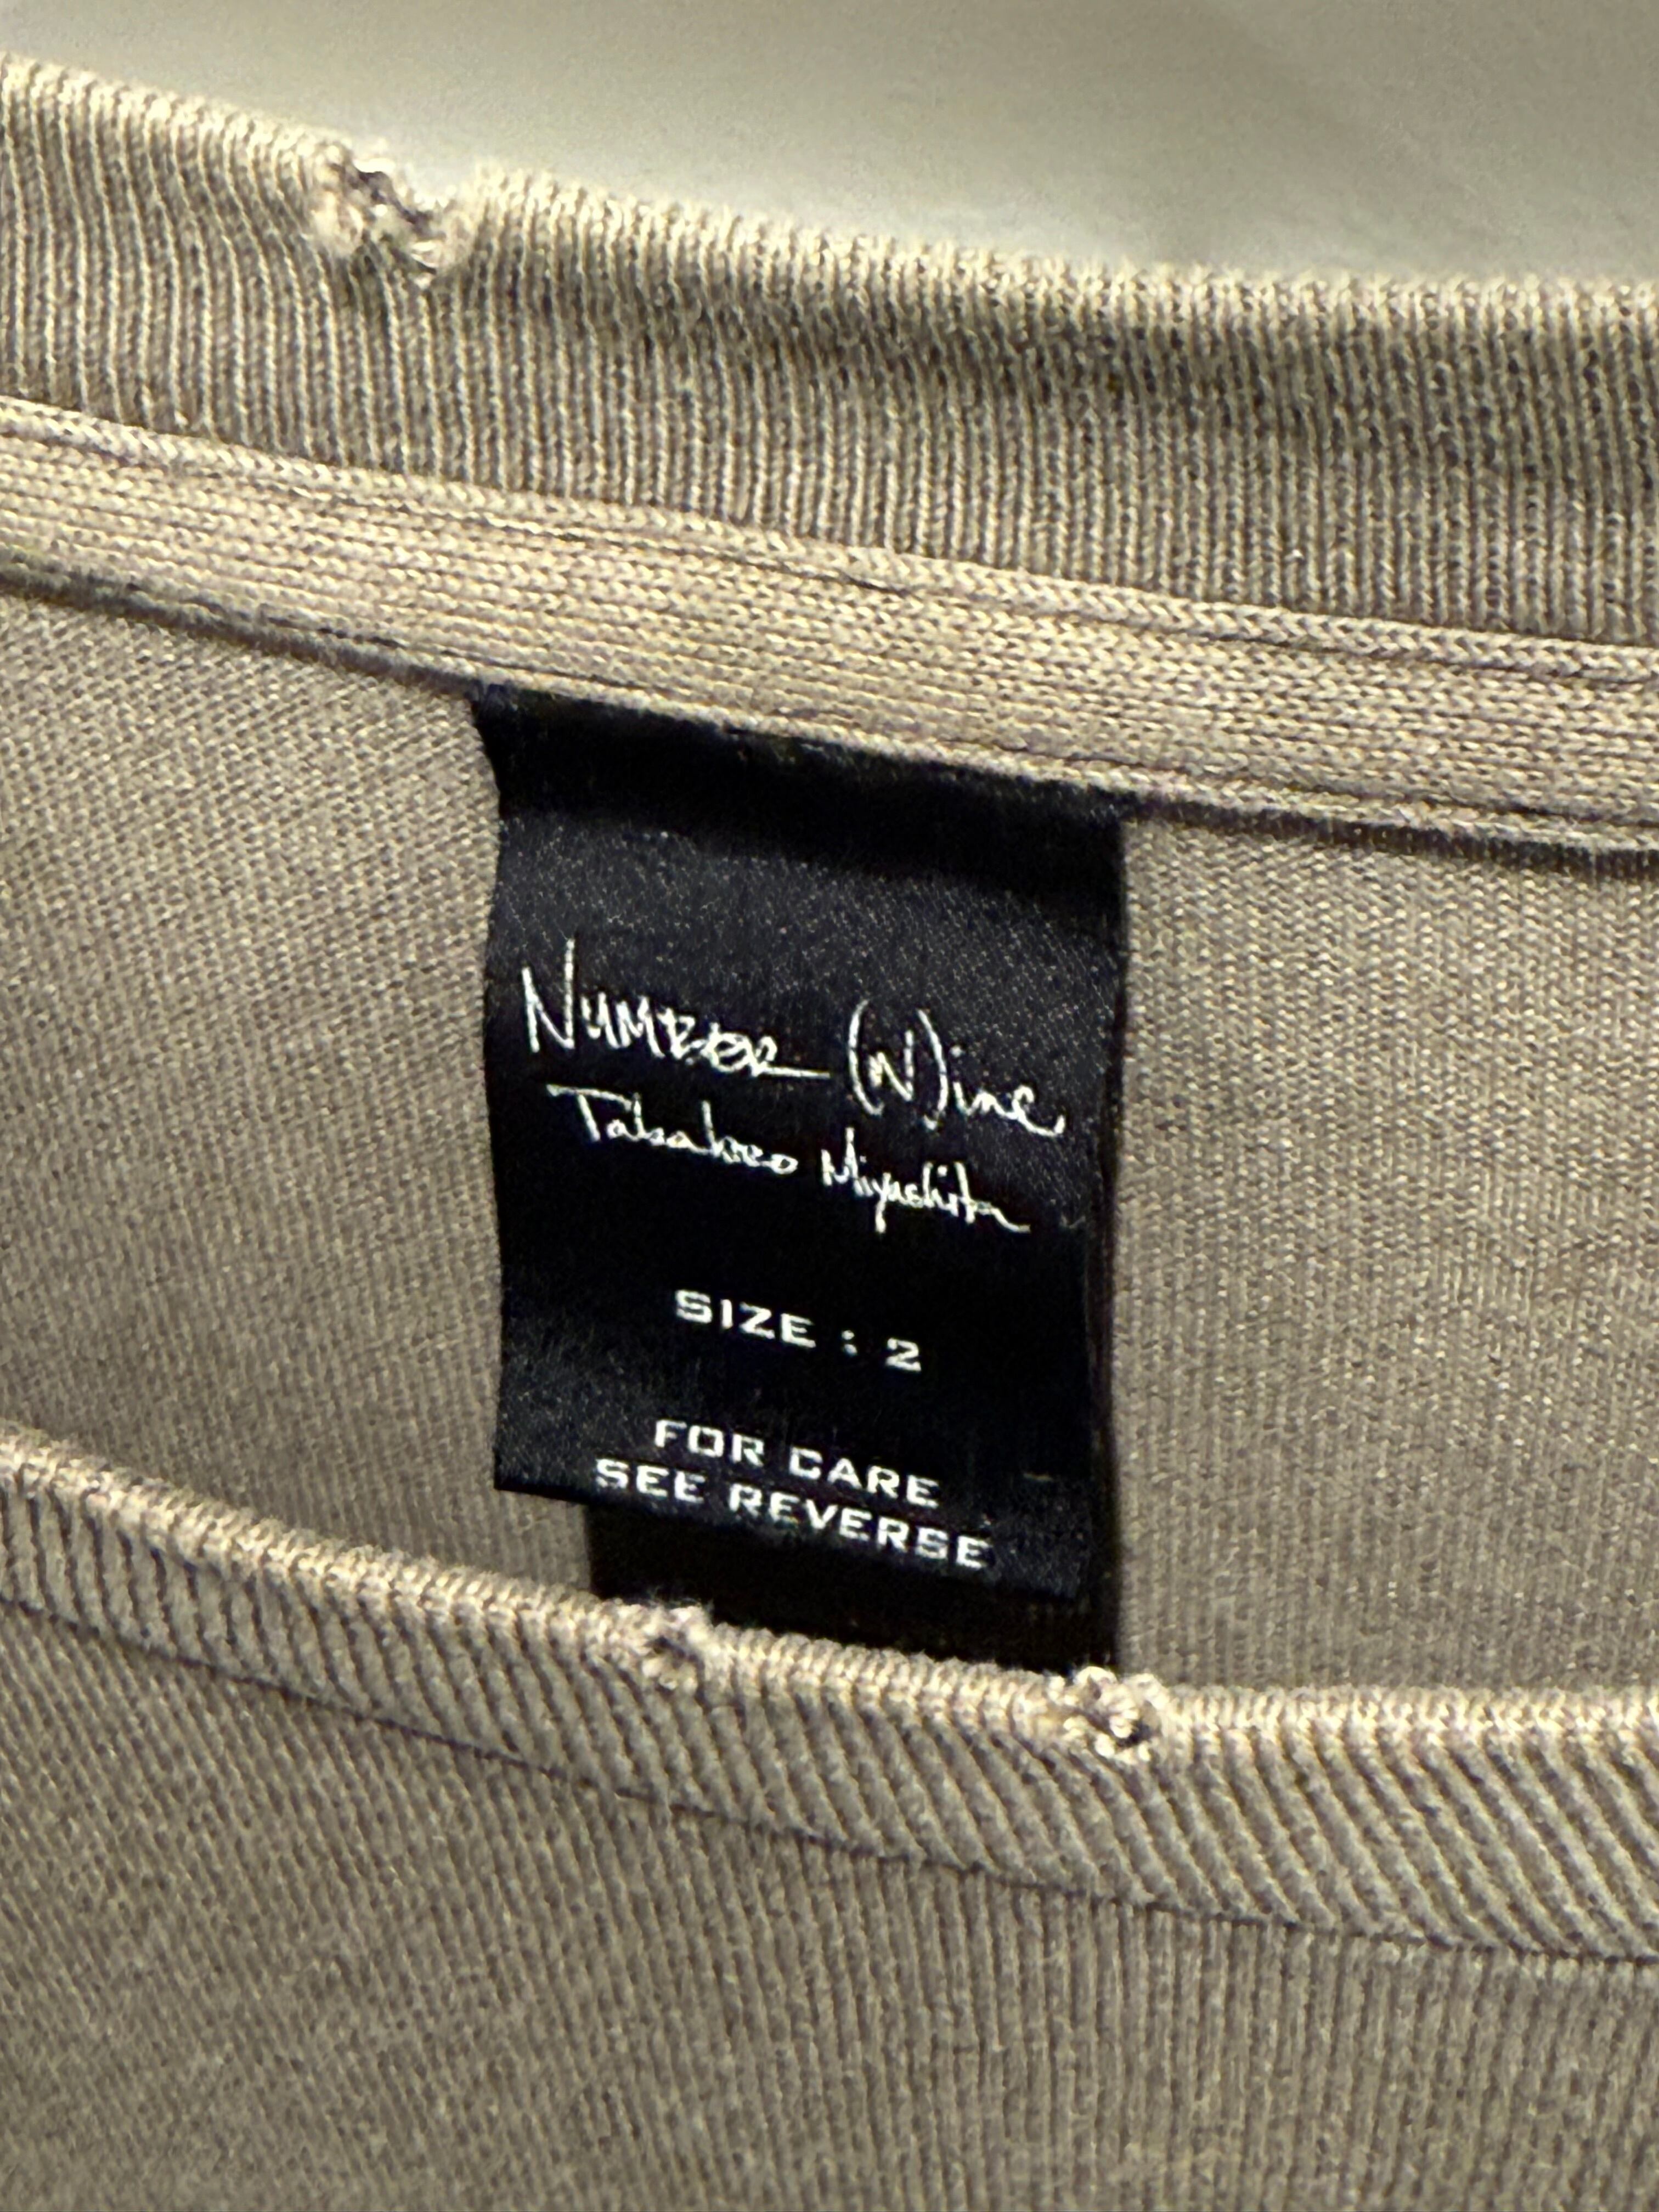 NUMBER (N)ine
Takahiro Miyashita
SIZE : 2
FOR CARE
SEE REVERSE